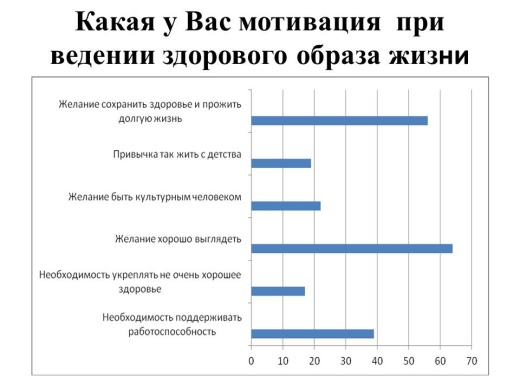 Какая у Вас мотивация при
ведении здорового образа жизни
Желание сохранить здоровье и прожить
долгую жизнь
Привычка так жить с детства
Желание быть культурным человеком
Желание хорошо выглядеть
Необходимость укреплять не очень хорошее
здоровье
Необходимость поддерживать
работоспособность
0 10 20 30 40 50 60 70